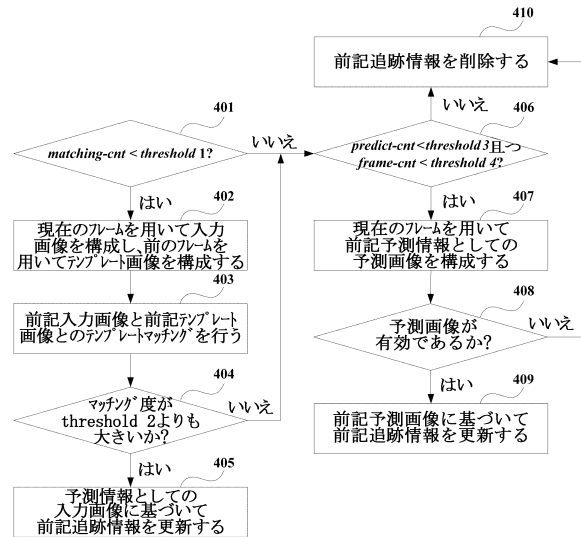 410
前記追跡情報を削除する
401
いいえ
いいえ
406
matching-cnt < threshold 1?
predict-cnt<threshold 3且つ
frame-cnt < threshold 4?
はい
402
はい
407
現在のフレームを用いて入力
画像を構成し、前のフレームを
用いてテンプレート画像を構成する
現在のフレームを用いて
前記予測情報としての
予測画像を構成する
403
前記入力画像と前記テンプレート
画像とのテンプレートマッチングを行う
408
予測画像が
有効であるか?
いいえ
404
マッチング度が
threshold 2よりも
大きいか?
いいえ
はい
409
前記予測画像に基づいて
前記追跡情報を更新する
はい
405
予測情報としての
入力画像に基づいて
前記追跡情報を更新する